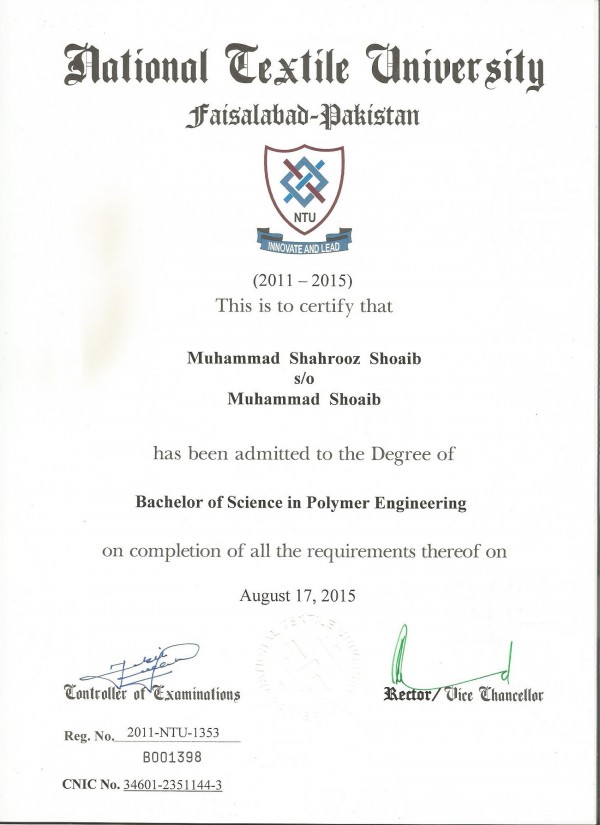 National Textile University
Faisalabad-Pakistan
NTU
INNOVATE AND LEAD
(2011 – 2015)
This is to certify that
Muhammad Shahrooz Shoaib
s/o
Muhammad Shoaib
has been admitted to the Degree of
Bachelor of Science in Polymer Engineering
on completion of all the requirements thereof on
August 17, 2015
Controller of Examinations
Rector/ Vice Chancellor
Reg. No. 2011-NTU-1353
B001398
CNIC No. 34601-2351144-3